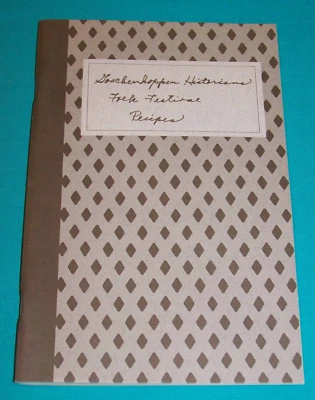 Goschenhoppen Historians
Folk Festival
Recipes